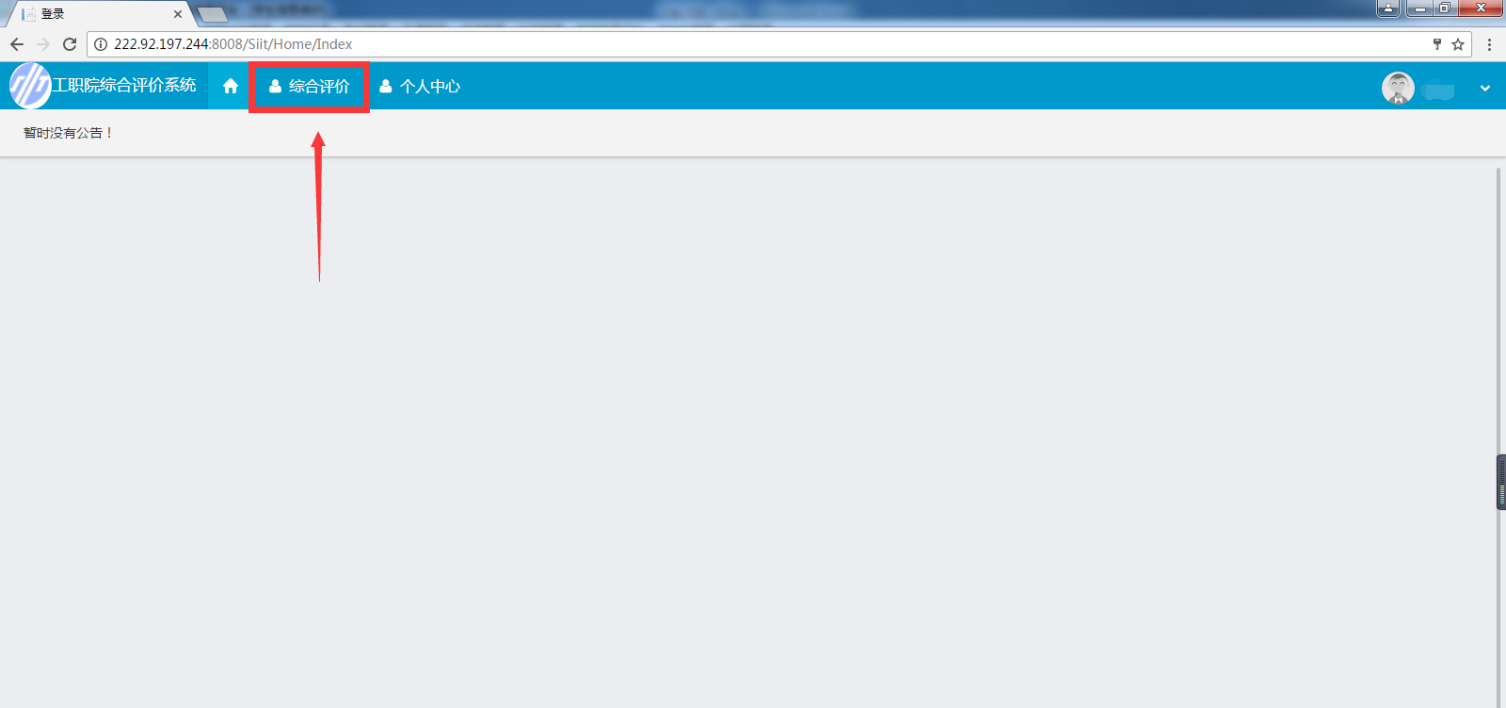 登录
222.92.197.244:8008/Siit/Home/Index
工职院综合评价系统 综合评价 个人中心
暂时没有公告！